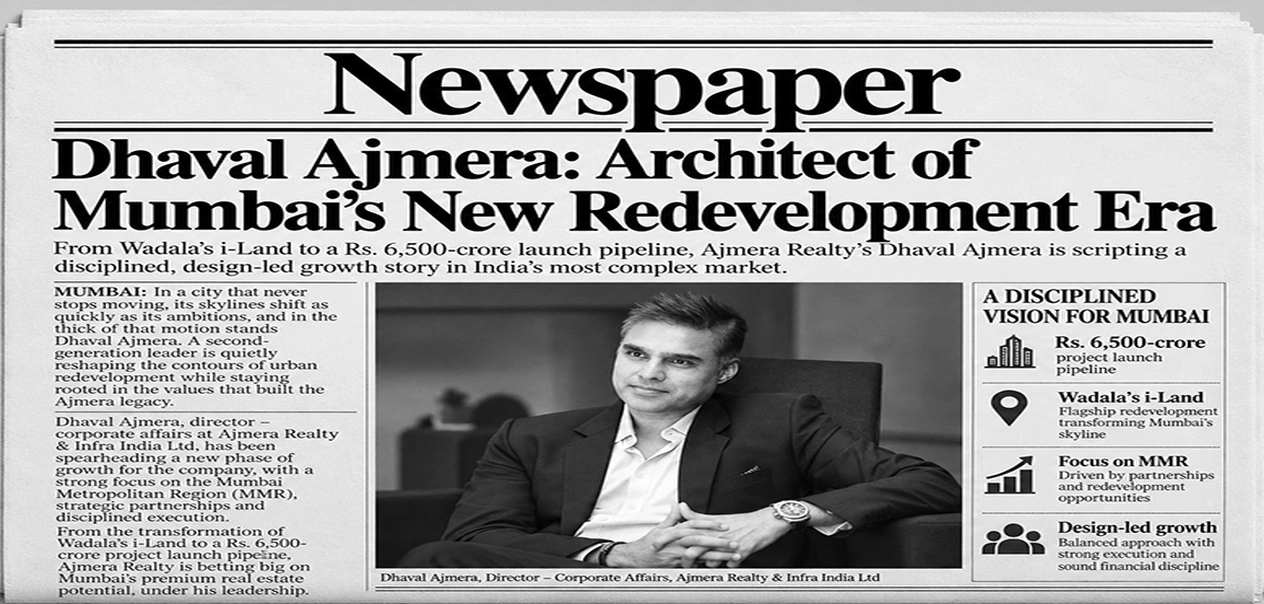 Newspaper
Dhaval Ajmera: Architect of
Mumbai's New Redevelopment Era
From Wadala's i-Land to a Rs. 6,500-crore launch pipeline, Ajmera Realty's Dhaval Ajmera is scripting a
disciplined, design-led growth story in India's most complex market.
MUMBAI: In a city that never
stops moving, its skylines shift as
quickly as its ambitions, and in the
thick of that motion stands
Dhaval Ajmera. A second-
generation leader is quietly
reshaping the contours of urban
redevelopment while staying
rooted in the values that built the
Ajmera legacy.
Dhaval Ajmera, director –
corporate affairs at Ajmera Realty
& Infra India Ltd, has been
spearheading a new phase of
growth for the company, with a
strong focus on the Mumbai
Metropolitan Region (MMR),
strategic partnerships and
disciplined execution.
From the transformation of
Wadala's i-Land to a Rs. 6,500-
crore project launch pipeline,
Ajmera Realty is betting big on
Mumbai's premium real estate
potential, under his leadership.
Dhaval Ajmera, Director – Corporate Affairs, Ajmera Realty & Infra India Ltd
A DISCIPLINED
VISION FOR MUMBAI
Rs. 6,500-crore
project launch
pipeline
Wadala's i-Land
Flagship redevelopment
transforming Mumbai's
skyline
Focus on MMR
Driven by partnerships
and redevelopment
opportunities
Design-led growth
Balanced approach with
strong execution and
sound financial discipline